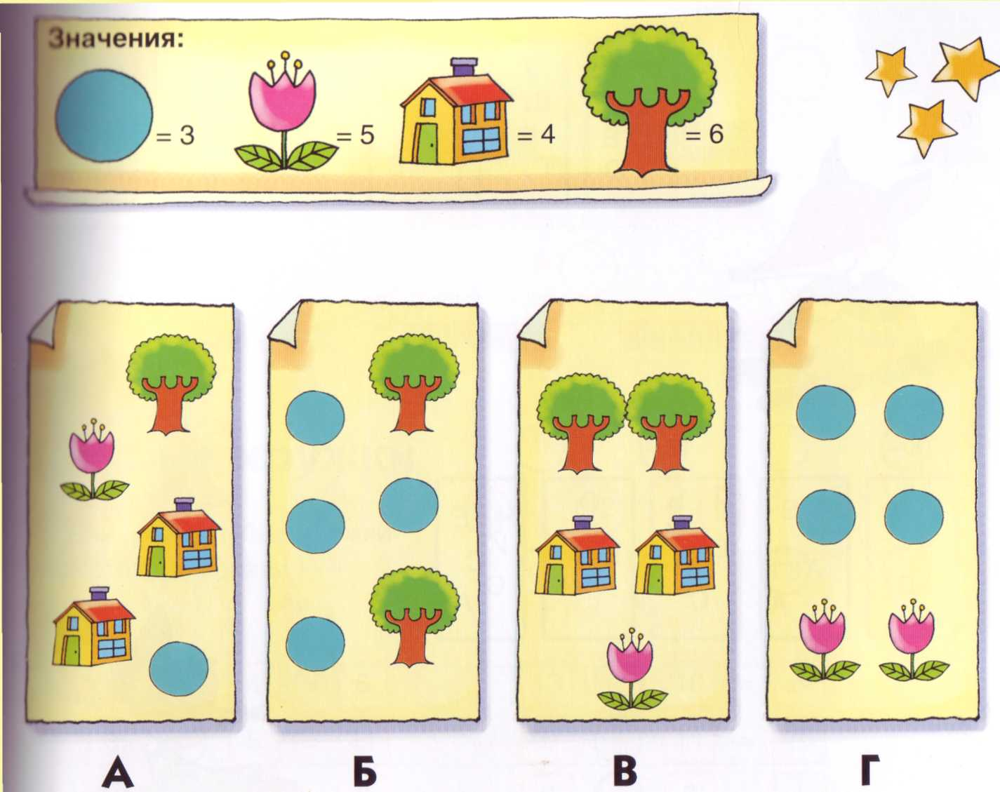 Значения:
= 3 = 5 = 4 = 6
А Б В Г